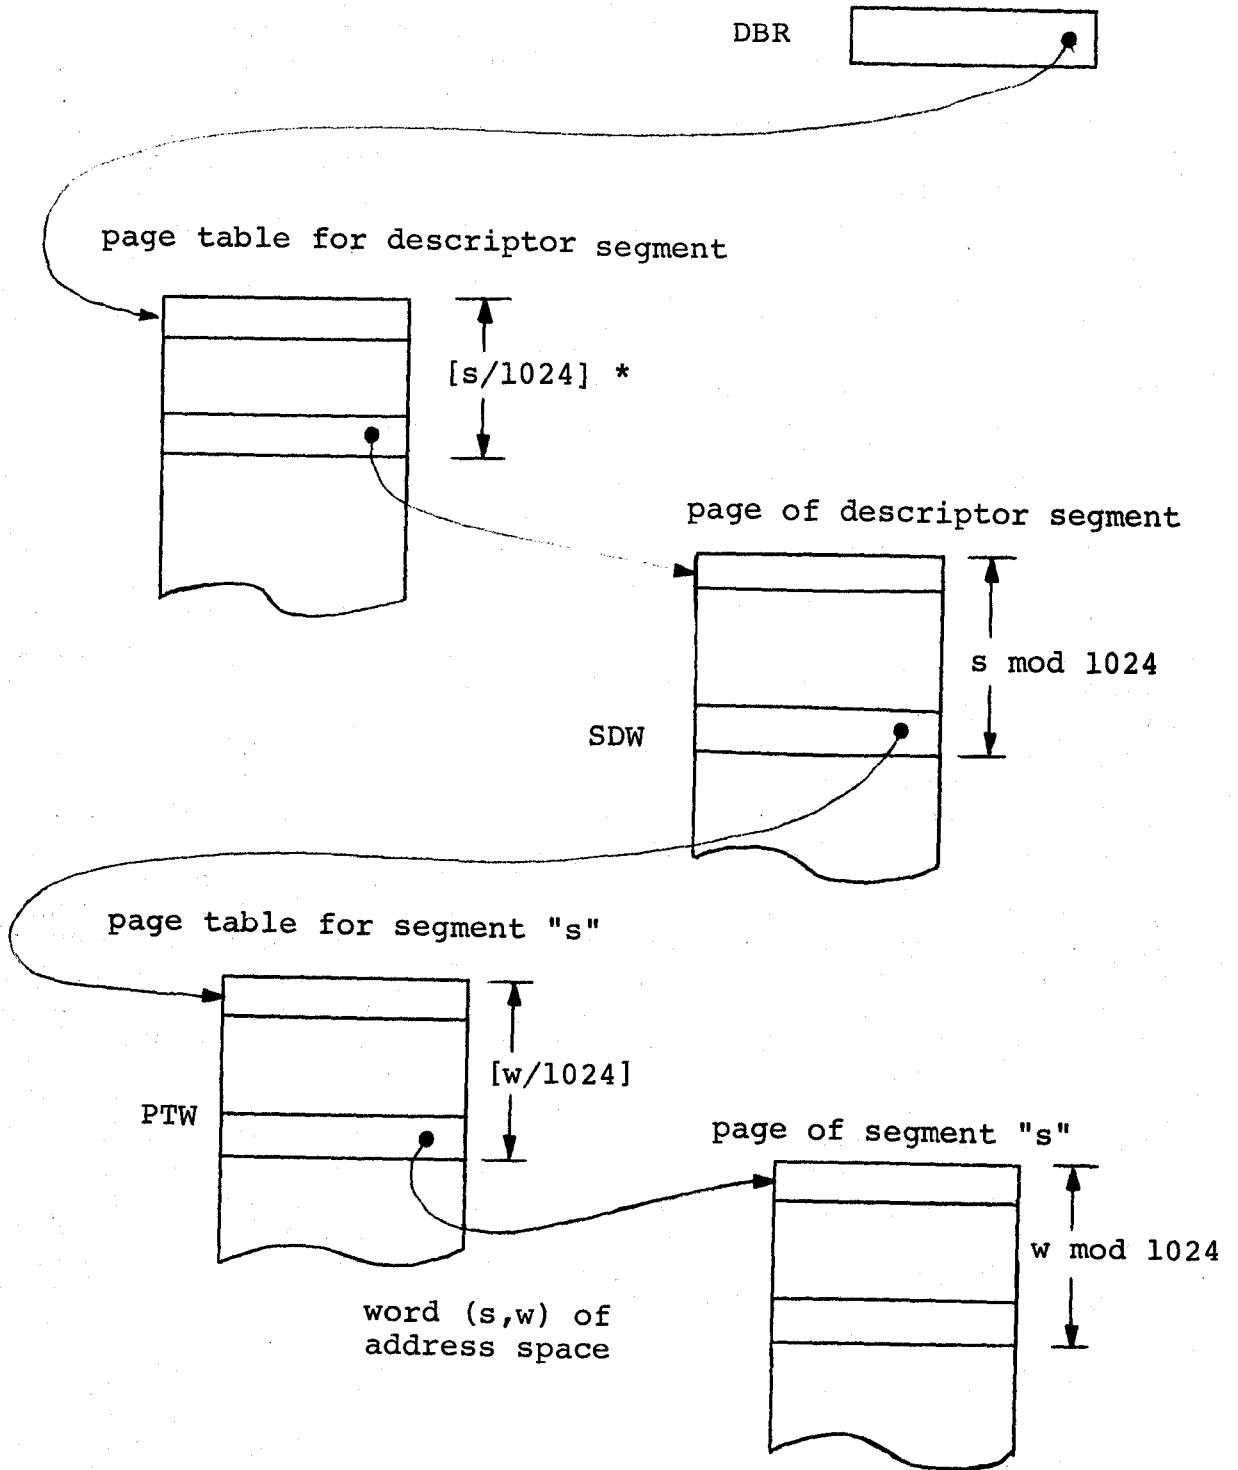 DBR
page table for descriptor segment
[s/1024] *
page of descriptor segment
s mod 1024
SDW
page table for segment "s"
[w/1024]
PTW
page of segment "s"
w mod 1024
word (s,w) of
address space